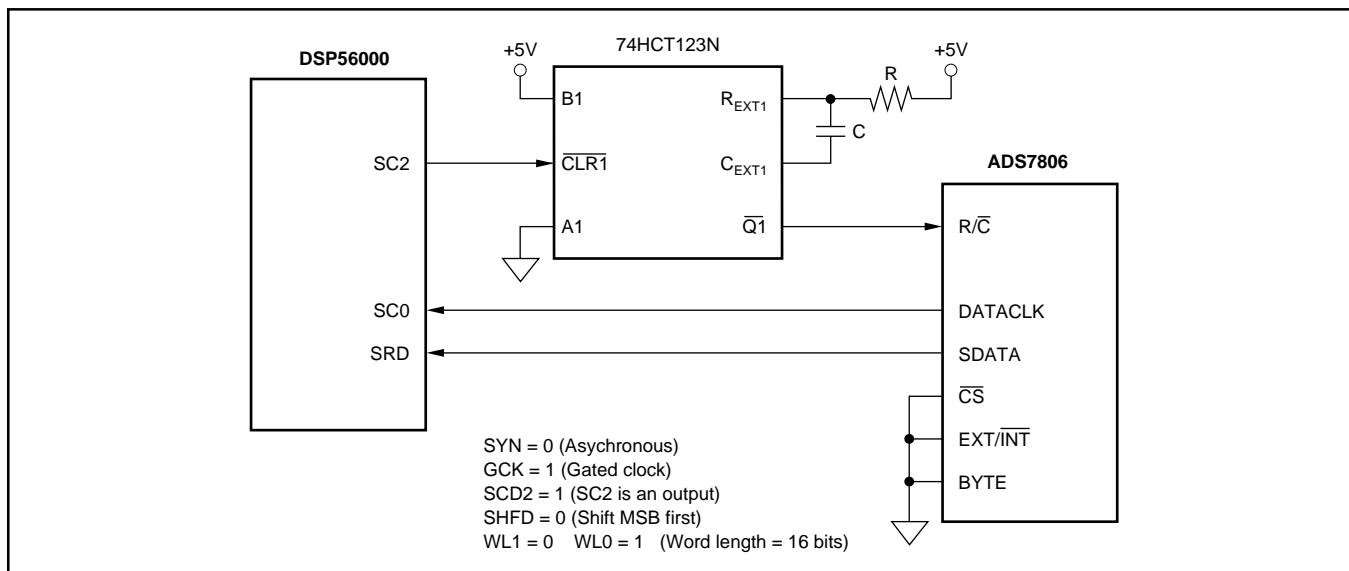 DSP56000
SC2
SC0
SRD
+5V
74HCT123N
B1
CLR1
A1
REXT1
CEXT1
Q1
R
+5V
C
ADS7806
R/C
DATACLK
SDATA
CS
EXT/INT
BYTE
SYN = 0 (Asychronous)
GCK = 1 (Gated clock)
SCD2 = 1 (SC2 is an output)
SHFD = 0 (Shift MSB first)
WL1 = 0 WL0 = 1 (Word length = 16 bits)